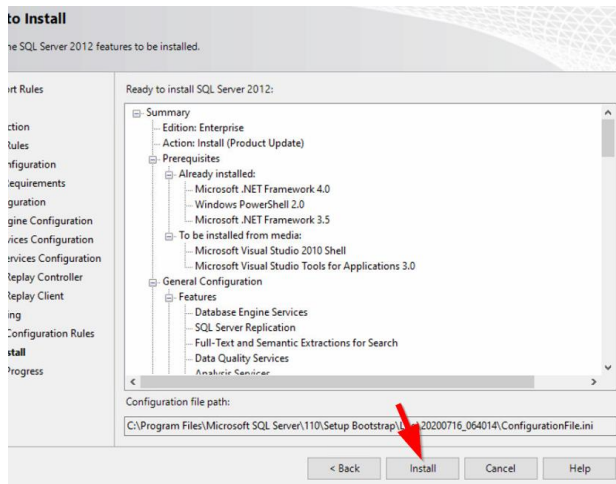 to Install
he SQL Server 2012 features to be installed.
ort Rules
ction
Rules
nfiguration
Requirements
guration
gine Configuration
vices Configuration
ervices Configuration
Replay Controller
Replay Client
ing
Configuration Rules
stall
Progress
Ready to install SQL Server 2012:
Summary
Edition: Enterprise
Action: Install (Product Update)
Prerequisites
Already installed:
Microsoft .NET Framework 4.0
Windows PowerShell 2.0
Microsoft .NET Framework 3.5
To be installed from media:
Microsoft Visual Studio 2010 Shell
Microsoft Visual Studio Tools for Applications 3.0
General Configuration
Features
Database Engine Services
SQL Server Replication
Full-Text and Semantic Extractions for Search
Data Quality Services
Analysis Services
Configuration file path:
C:\Program Files\Microsoft SQL Server\110\Setup Bootstrap\L 20200716_064014\ConfigurationFile.ini
< Back
Install
Cancel
Help